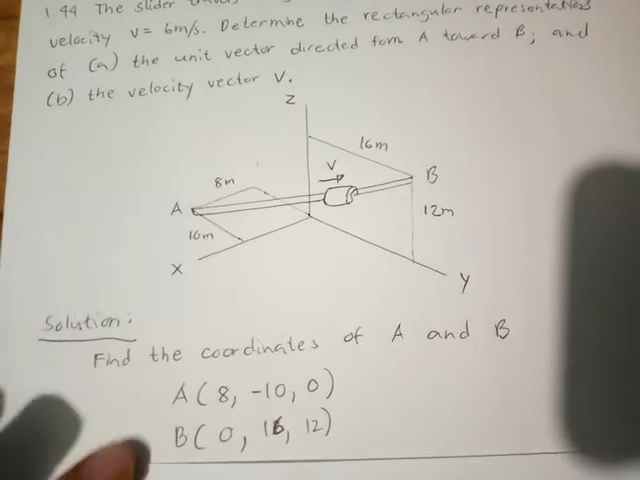 1.44 The slider
velocity V = 6m/s. Determine the rectangular representations
of (a) the unit vector directed form A toward B; and
(b) the velocity vector V.
Z
16m
V
B
8m
A
12m
10m
X
Y
Solution:
Find the coordinates of A and B
A(8, -10, 0)
B(0, 16, 12)